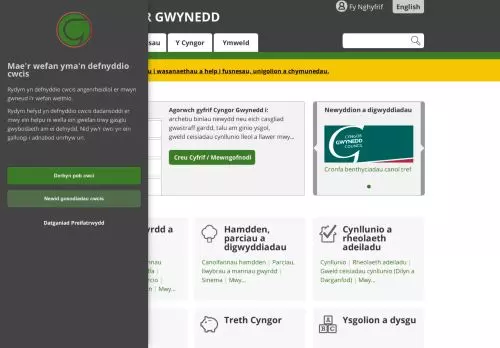 Mae'r wefan yma'n defnyddio
cwcis
Rydym yn defnyddio cwcis angenrheidiol er mwyn
gwneud i'r wefan weithio.
Rydym hefyd yn defnyddio cwcis dadansoddi er
mwyn ein helpu i wella ein gwefan trwy gasglu
gwybodaeth am ei defnydd. Nid yw'r cwci yn ein
galluogi i adnabod unrhyw un.
Derbyn pob cwci
Newid gosodiadau cwcis
Datganiad Preifatrwydd
R GWYNEDD
Fy Nghyfrif
English
sau
Y Cyngor
Ymweld
u i wasanaethau a help i fusnesau, unigolion a chymunedau.
Agorwch gyfrif Cyngor Gwynedd i:
archebu biniau newydd neu eich casgliad
gwastraff gardd, talu am ginio ysgol,
gweld ceisiadau cynllunio lleol a llawer mwy...
Creu Cyfrif / Mewngofnodi
Newyddion a digwyddiadau
CYNGOR
GWYNEDD
COUNCIL
Cronfa benthyciadau canol tref
yrdd a
annau
fa |
rcio |
n | Mwy...
Hamdden,
parciau a
digwyddiadau
Canolfannau hamdden | Parciau,
llwybrau a mannau gwyrdd |
Sinema | Mwy...
Cynllunio a
rheolaeth
adeiladu
Cynllunio | Rheolaeth adeiladu |
Gweld ceisiadau cynllunio (Dilyn a
Darganfod) | Mwy...
Treth Cyngor
Ysgolion a dysgu